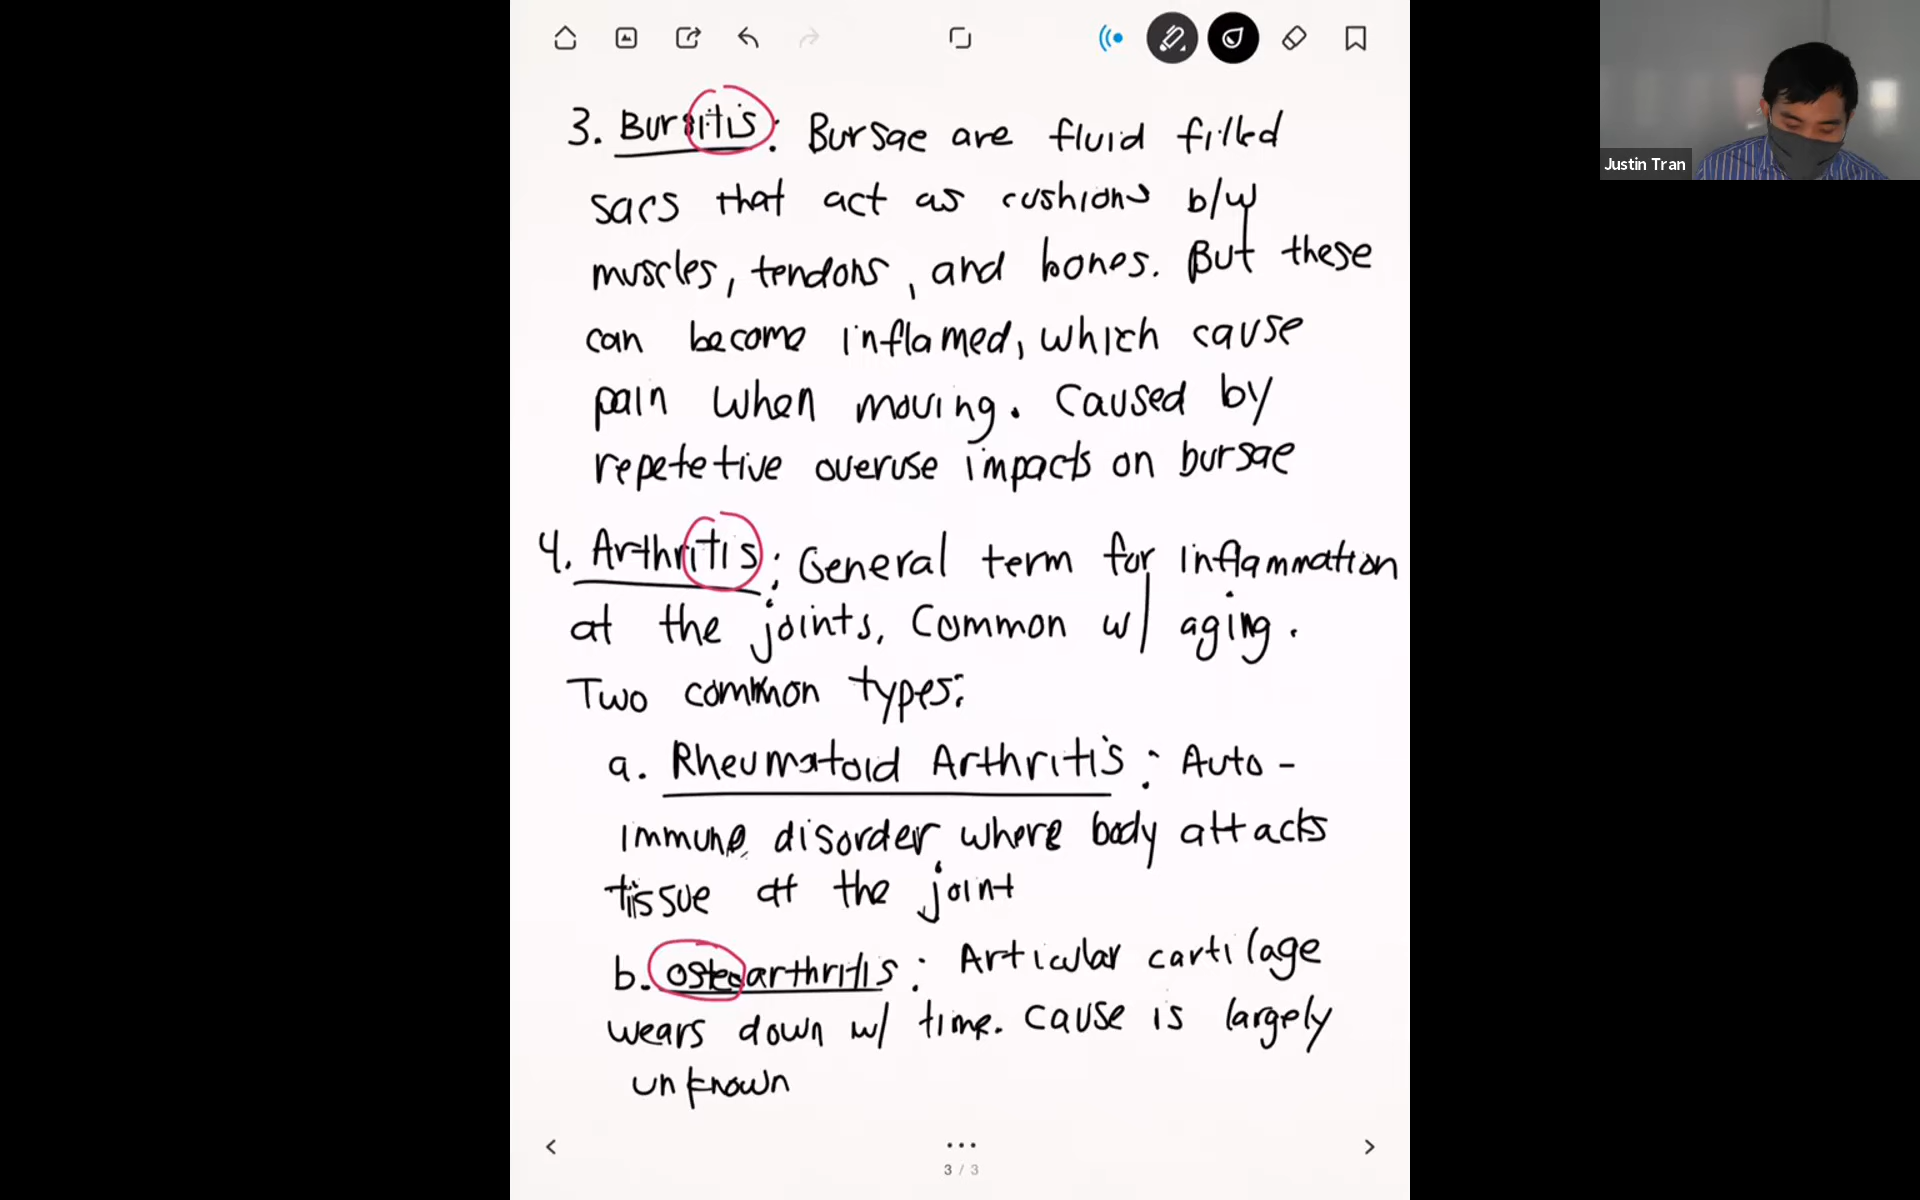 3. Bursitis: Bursae are fluid filled
sacs that act as cushions b/w
muscles, tendons, and bones. But these
can become inflamed, which cause
pain when moving. Caused by
repetetive overuse impacts on bursae
4. Arthritis: General term for inflammation
at the joints, Common w/ aging.
Two common types:
a. Rheumatoid Arthritis: Auto-
immune disorder where body attacks
tissue at the joint
b. Osteoarthritis: Articular cartilage
wears down w/ time. Cause is largely
unknown
3 / 3
Justin Tran